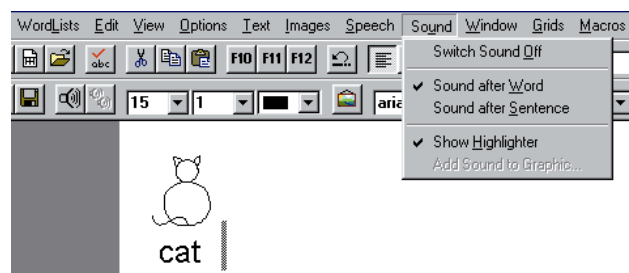 WordLists Edit View Options Text Images Speech Sound Window Grids Macros
abc F10 F11 F12
Switch Sound Off
15 1 aria
Sound after Word
Sound after Sentence
Show Highlighter
Add Sound to Graphic...
cat